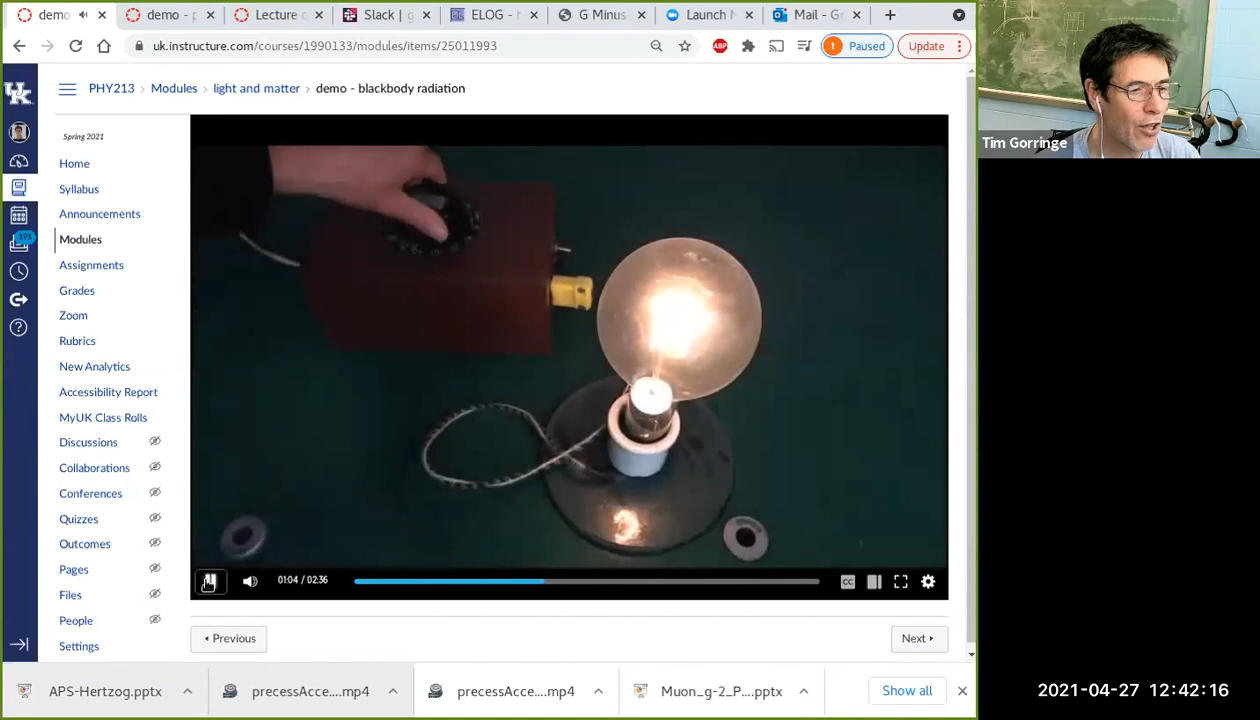 demo
demo - p
Lecture c
Slack | g
ELOG - h
G Minus
Launch M
Mail - G
uk.instructure.com/courses/1990133/modules/items/25011993
ABP
t
Paused
Update
UK
PHY213 › Modules › light and matter › demo - blackbody radiation
Spring 2021
Home
Syllabus
Announcements
Modules
Assignments
Grades
Zoom
Rubrics
New Analytics
Accessibility Report
MyUK Class Rolls
Discussions
Collaborations
Conferences
Quizzes
Outcomes
Pages
Files
People
Settings
191
01:04 / 02:36
CC
Previous
Next
APS-Hertzog.pptx
precessAcce....mp4
precessAcce....mp4
Muon_g-2_P....pptx
Show all
Tim Gorringe
2021-04-27 12:42:16